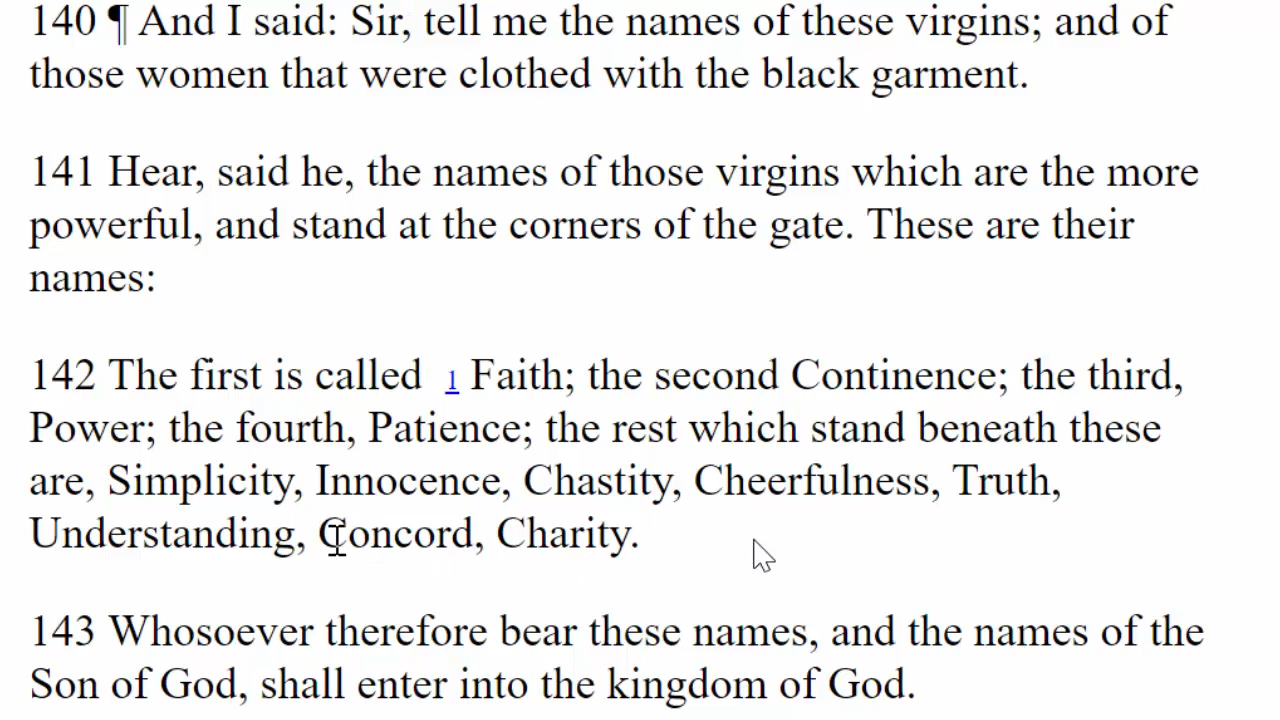 140 ¶ And I said: Sir, tell me the names of these virgins; and of
those women that were clothed with the black garment.
141 Hear, said he, the names of those virgins which are the more
powerful, and stand at the corners of the gate. These are their
names:
142 The first is called 1 Faith; the second Continence; the third,
Power; the fourth, Patience; the rest which stand beneath these
are, Simplicity, Innocence, Chastity, Cheerfulness, Truth,
Understanding, Concord, Charity.
143 Whosoever therefore bear these names, and the names of the
Son of God, shall enter into the kingdom of God.